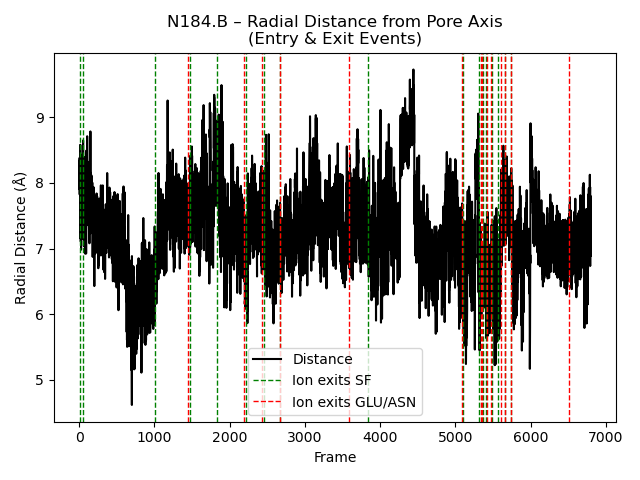 N184.B – Radial Distance from Pore Axis
(Entry & Exit Events)
Radial Distance (Å)
9
8
7
6
5
Distance
Ion exits SF
Ion exits GLU/ASN
0
1000
2000
3000
4000
5000
6000
7000
Frame